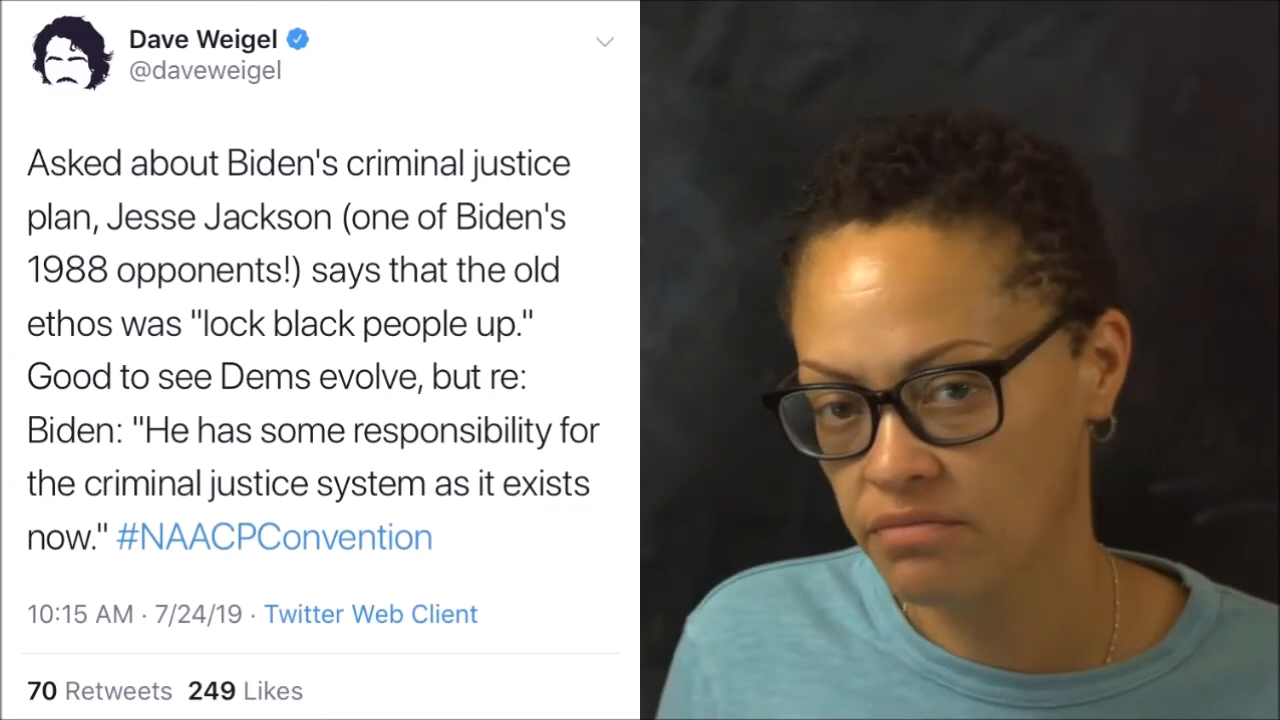 Dave Weigel
@daveweigel
Asked about Biden's criminal justice
plan, Jesse Jackson (one of Biden's
1988 opponents!) says that the old
ethos was "lock black people up."
Good to see Dems evolve, but re:
Biden: "He has some responsibility for
the criminal justice system as it exists
now." #NAACPConvention
10:15 AM · 7/24/19 · Twitter Web Client
70 Retweets 249 Likes